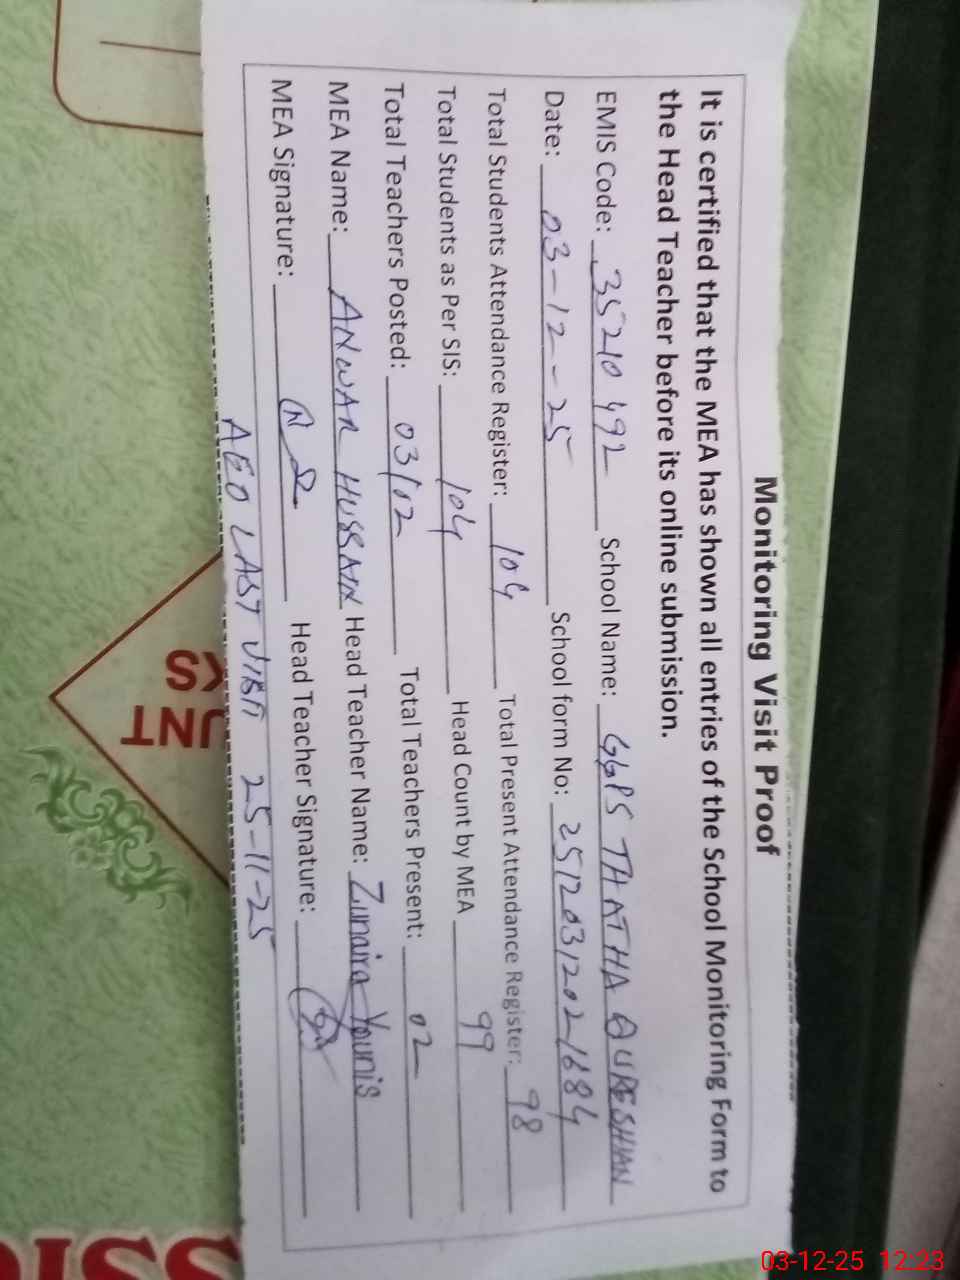 Monitoring Visit Proof
It is certified that the MEA has shown all entries of the School Monitoring Form to
the Head Teacher before its online submission.
EMIS Code: 35210492 School Name: GGPS THATHA QURESHIAN
Date: 03-12-25 School form No: 25120312021684
Total Students Attendance Register: 104 Total Present Attendance Register: 98
Total Students as Per SIS: 104 Head Count by MEA 99
Total Teachers Posted: 03/02 Total Teachers Present: 02
MEA Name: ANWAR HUSSAIN Head Teacher Name: Zunaira Younis
MEA Signature: Head Teacher Signature:
AEO LAST VISIT 25-11-25
03-12-25 12:23